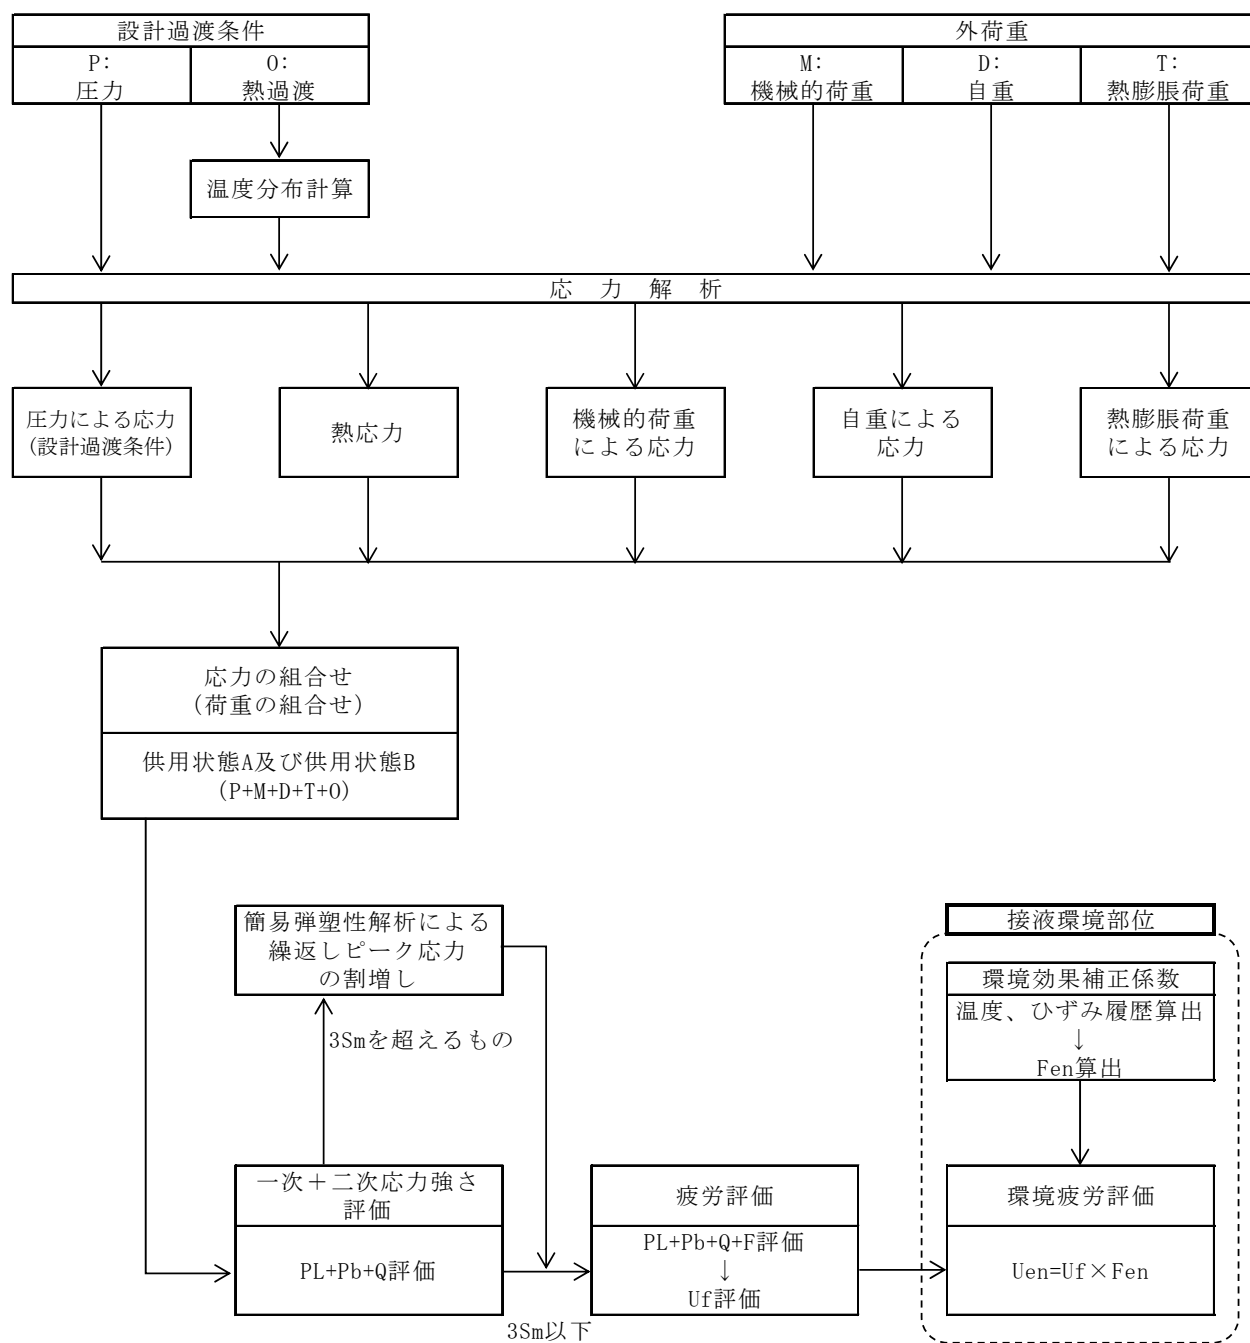 設計過渡条件
P:
圧力
O:
熱過渡
外荷重
M:
機械的荷重
D:
自重
T:
熱膨脹荷重
温度分布計算
応 力 解 析
圧力による応力
(設計過渡条件)
熱応力
機械的荷重
による応力
自重による
応力
熱膨脹荷重
による応力
応力の組合せ
(荷重の組合せ)
供用状態A及び供用状態B
(P+M+D+T+O)
簡易弾塑性解析による
繰返しピーク応力
の割増し
3Smを超えるもの
一次+二次応力強さ
評価
PL+Pb+Q評価
3Sm以下
疲労評価
PL+Pb+Q+F評価
↓
Uf評価
接液環境部位
環境効果補正係数
温度、ひずみ履歴算出
↓
Fen算出
環境疲労評価
Uen=Uf×Fen